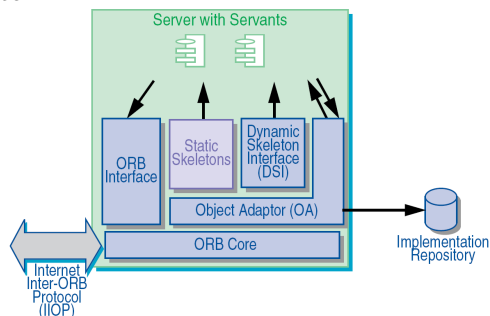 Server with Servants
ORB
Interface
Static
Skeletons
Dynamic
Skeleton
Interface
(DSI)
Object Adaptor (OA)
ORB Core
Internet
Inter-ORB
Protocol
(IIOP)
Implementation
Repository